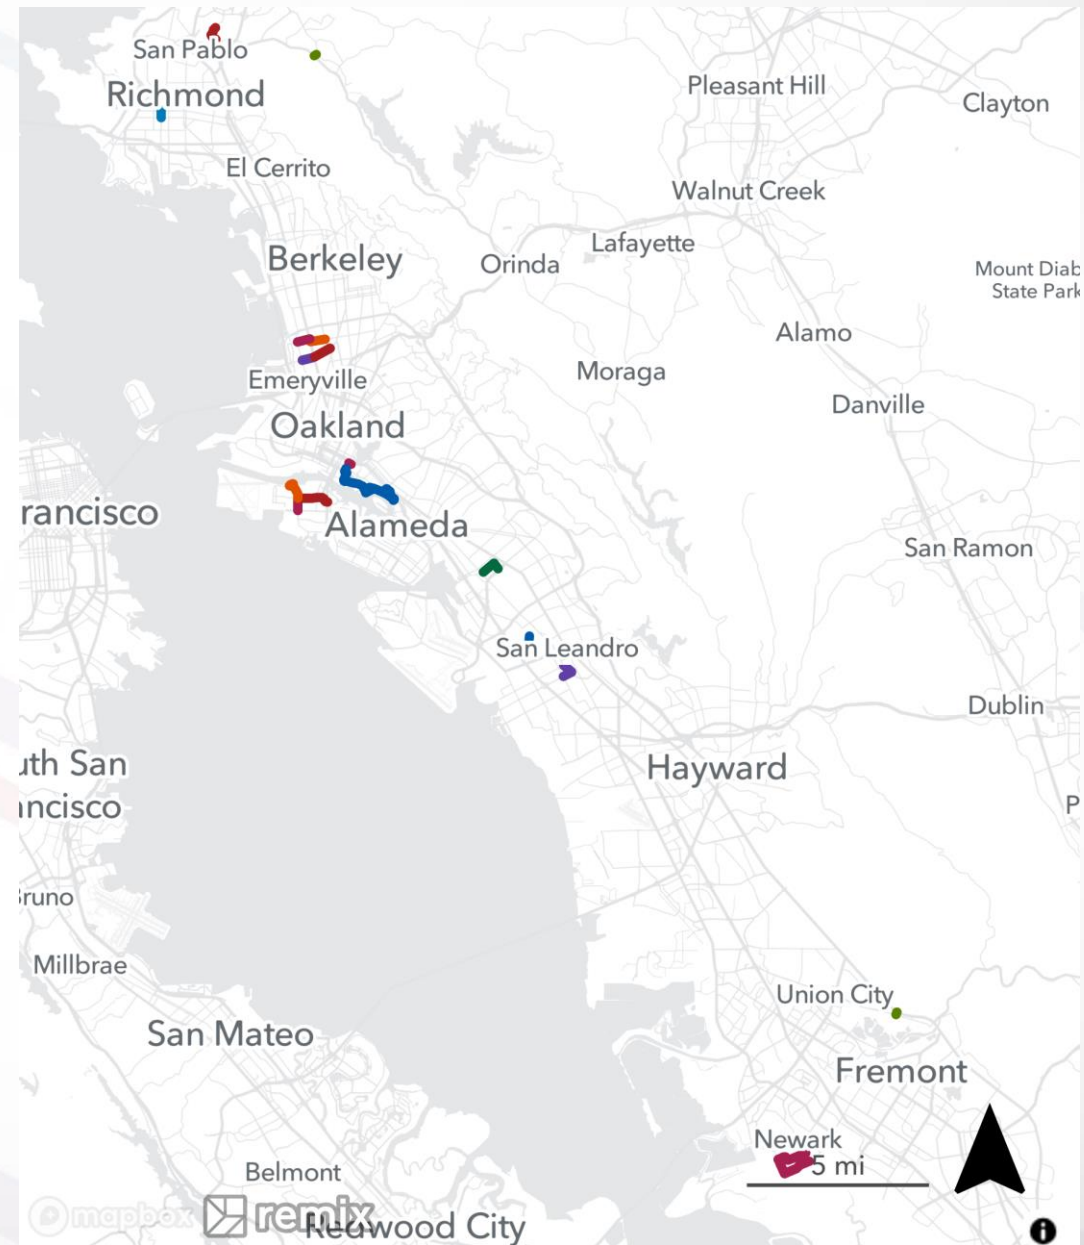 San Pablo
Richmond
Pleasant Hill
Clayton
El Cerrito
Walnut Creek
Lafayette
Berkeley
Orinda
Mount Diab
State Park
Alamo
Moraga
Emeryville
Danville
Oakland
rancisco
Alameda
San Ramon
San Leandro
Dublin
uth San
ncisco
Hayward
P
Bruno
Millbrae
Union City
San Mateo
Fremont
Newark
5 mi
Belmont
mapbox
remix
Redwood City